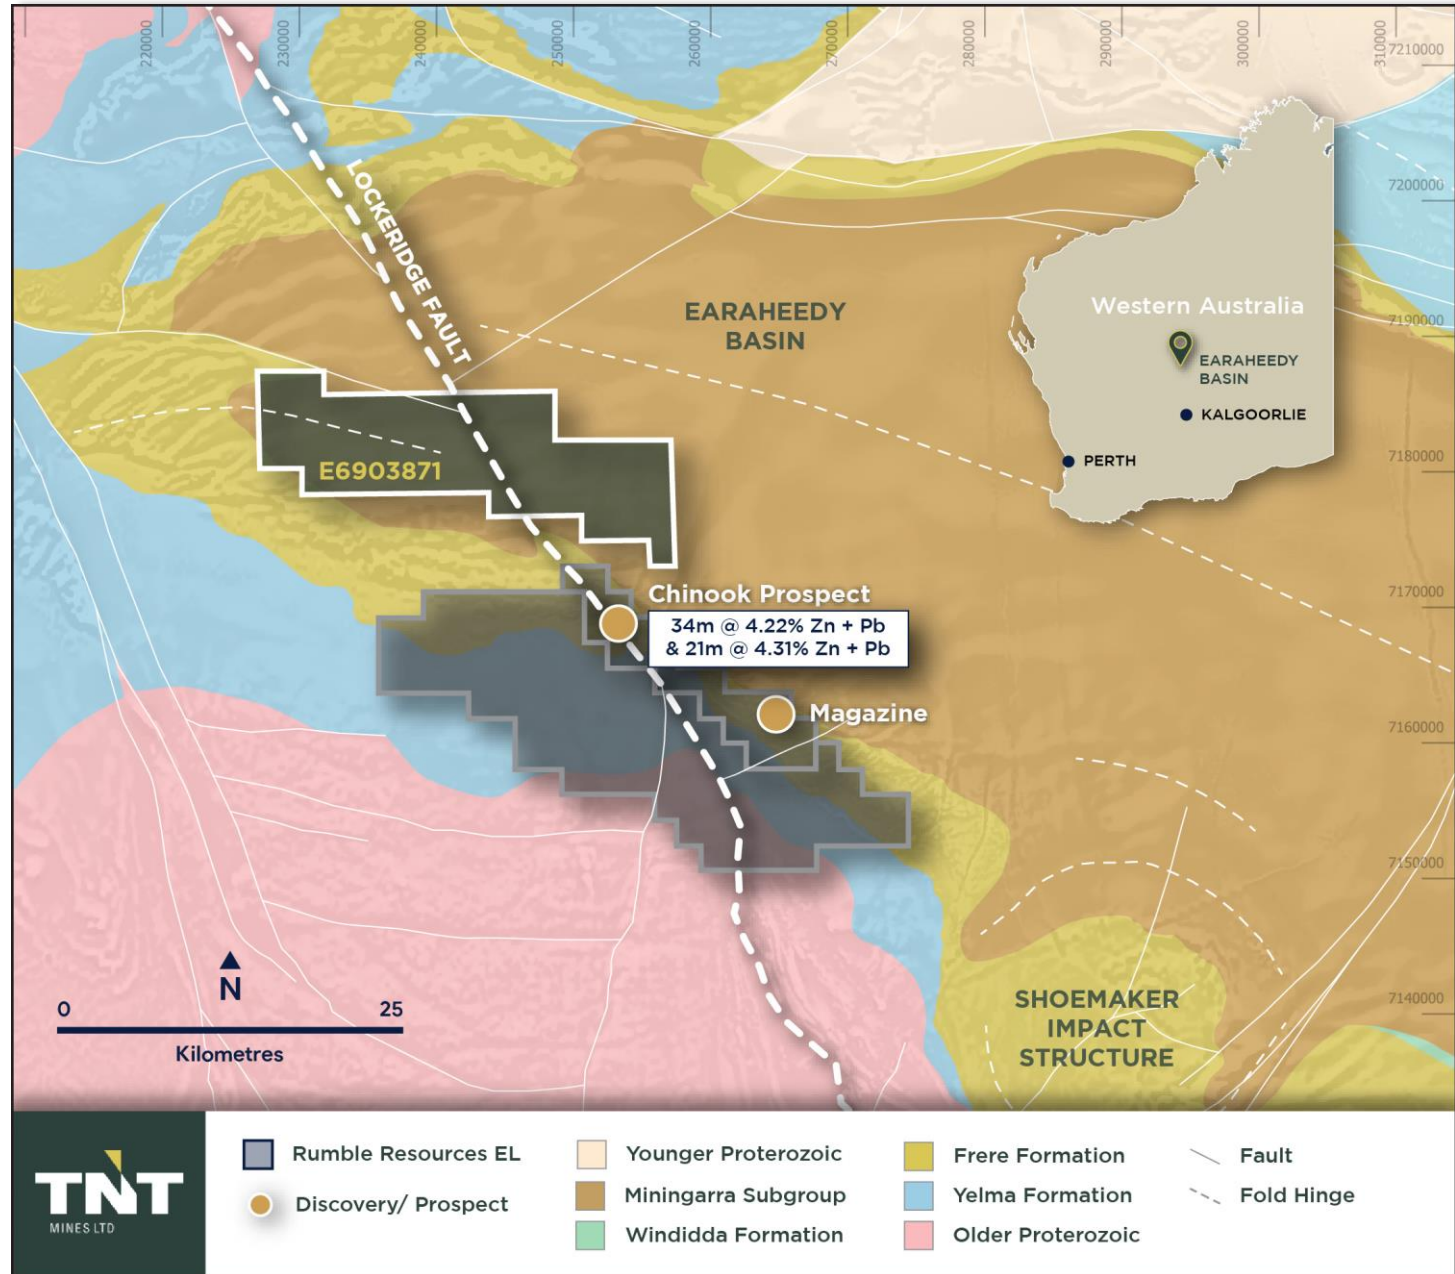 220000
230000
240000
250000
260000
270000
280000
290000
300000
310000
7210000
7200000
7190000
7180000
7170000
7160000
7150000
7140000
LOCKERIDGE FAULT
EARAHEEDY
BASIN
Western Australia
EARAHEEDY
BASIN
KALGOORLIE
PERTH
E6903871
Chinook Prospect
34m @ 4.22% Zn + Pb
& 21m @ 4.31% Zn + Pb
Magazine
SHOEMAKER
IMPACT
STRUCTURE
N
0 25
Kilometres
TNT
MINES LTD
Rumble Resources EL
Discovery/ Prospect
Younger Proterozoic
Miningarra Subgroup
Windidda Formation
Frere Formation
Yelma Formation
Older Proterozoic
Fault
Fold Hinge